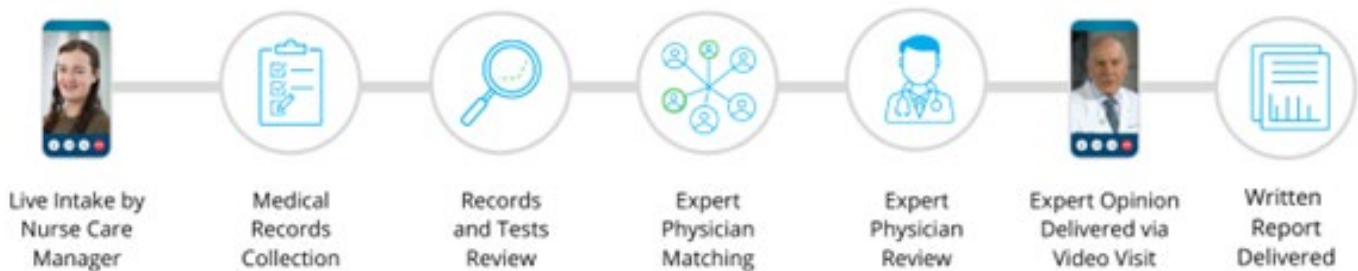 Live Intake by
Nurse Care
Manager
Medical
Records
Collection
Records
and Tests
Review
Expert
Physician
Matching
Expert
Physician
Review
Expert Opinion
Delivered via
Video Visit
Written
Report
Delivered